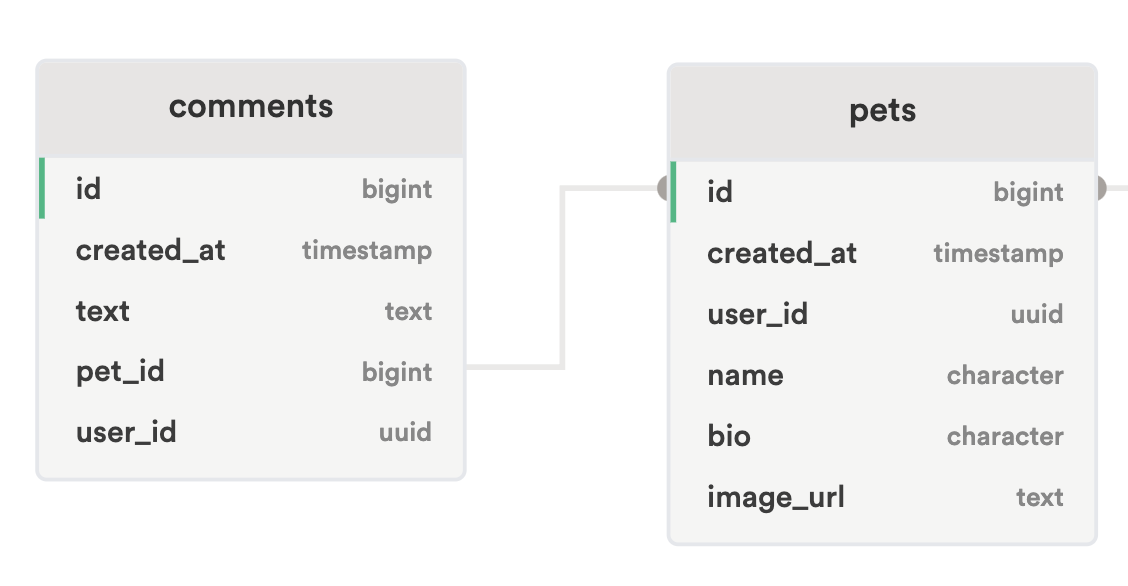 comments
id bigint
created_at timestamp
text text
pet_id bigint
user_id uuid
pets
id bigint
created_at timestamp
user_id uuid
name character
bio character
image_url text